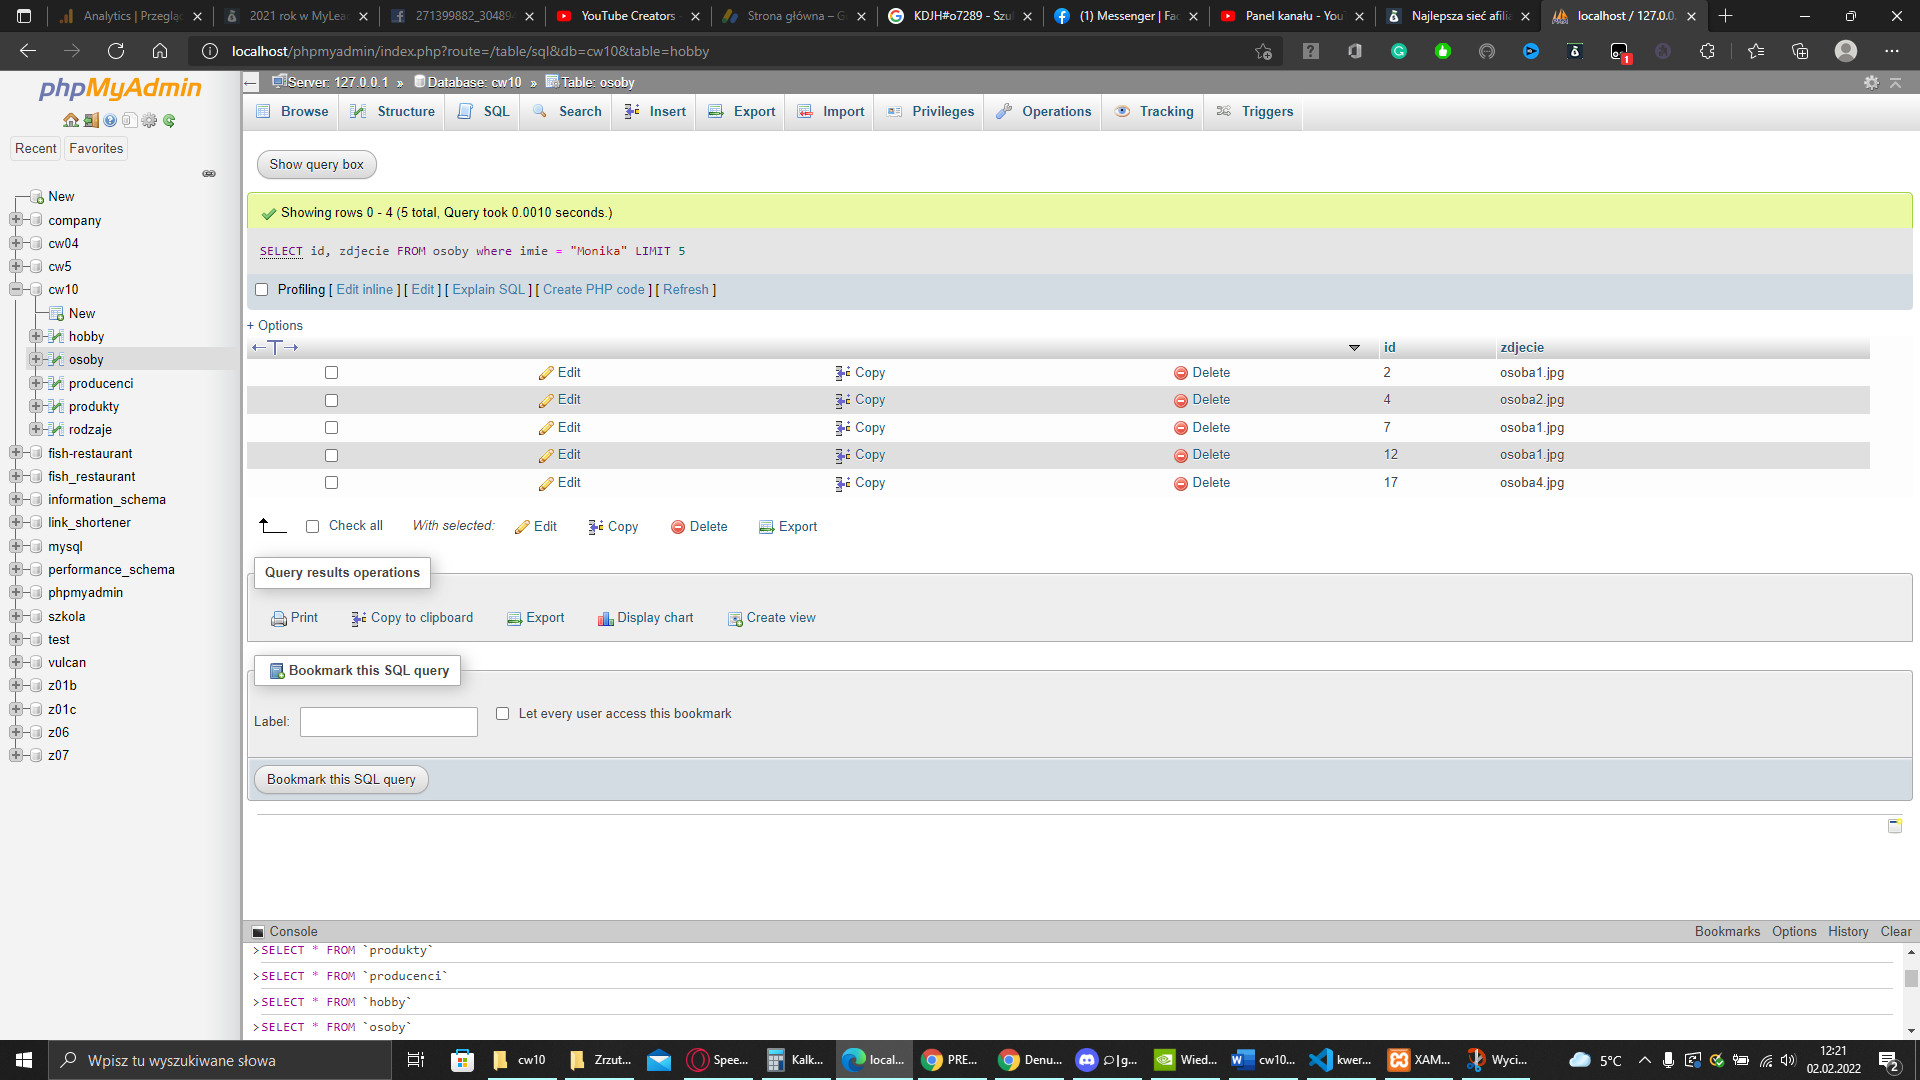 Analytics | Przeglą
2021 rok w MyLea
271399882_30489
YouTube Creators
Strona główna – G
KDJH#o7289 - Szu
(1) Messenger | Fa
Panel kanału - You
Najlepsza sieć afilia
localhost / 127.0.0.
localhost/phpmyadmin/index.php?route=/table/sql&db=cw10&table=hobby
1
phpMyAdmin
Recent
Favorites
New
company
cw04
cw5
cw10
New
hobby
osoby
producenci
produkty
rodzaje
fish-restaurant
fish_restaurant
information_schema
link_shortener
mysql
performance_schema
phpmyadmin
szkola
test
vulcan
z01b
z01c
z06
z07
Server: 127.0.0.1 » Database: cw10 » Table: osoby
Browse Structure SQL Search Insert Export Import Privileges Operations Tracking Triggers
Show query box
Showing rows 0 - 4 (5 total, Query took 0.0010 seconds.)
SELECT id, zdjecie FROM osoby where imie = "Monika" LIMIT 5
Profiling [ Edit inline ] [ Edit ] [ Explain SQL ] [ Create PHP code ] [ Refresh ]
+ Options
←T→ id zdjecie
Edit Copy Delete 2 osoba1.jpg
Edit Copy Delete 4 osoba2.jpg
Edit Copy Delete 7 osoba1.jpg
Edit Copy Delete 12 osoba1.jpg
Edit Copy Delete 17 osoba4.jpg
Check all With selected: Edit Copy Delete Export
Query results operations
Print Copy to clipboard Export Display chart Create view
Bookmark this SQL query
Label: Let every user access this bookmark
Bookmark this SQL query
Console Bookmarks Options History Clear
>SELECT * FROM `produkty`
>SELECT * FROM `producenci`
>SELECT * FROM `hobby`
>SELECT * FROM `osoby`
Wpisz tu wyszukiwane słowa
cw10
Zrzut...
Spee...
Kalk...
local...
PRE...
Denu...
Wied...
cw10...
kwer...
XAM...
Wyci...
5°C
12:21
02.02.2022
2